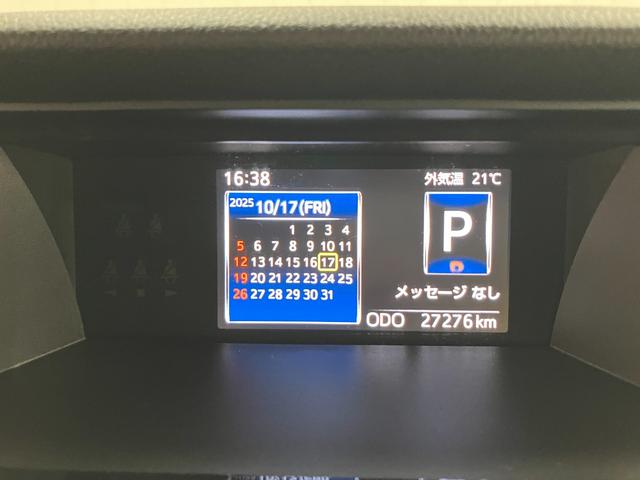 16:38 外気温 21℃
2025 10/17(FRI)
1 2 3 4
5 6 7 8 9 10 11
12 13 14 15 16 17 18
19 20 21 22 23 24 25
26 27 28 29 30 31
P
メッセージ なし
ODO 27276 km